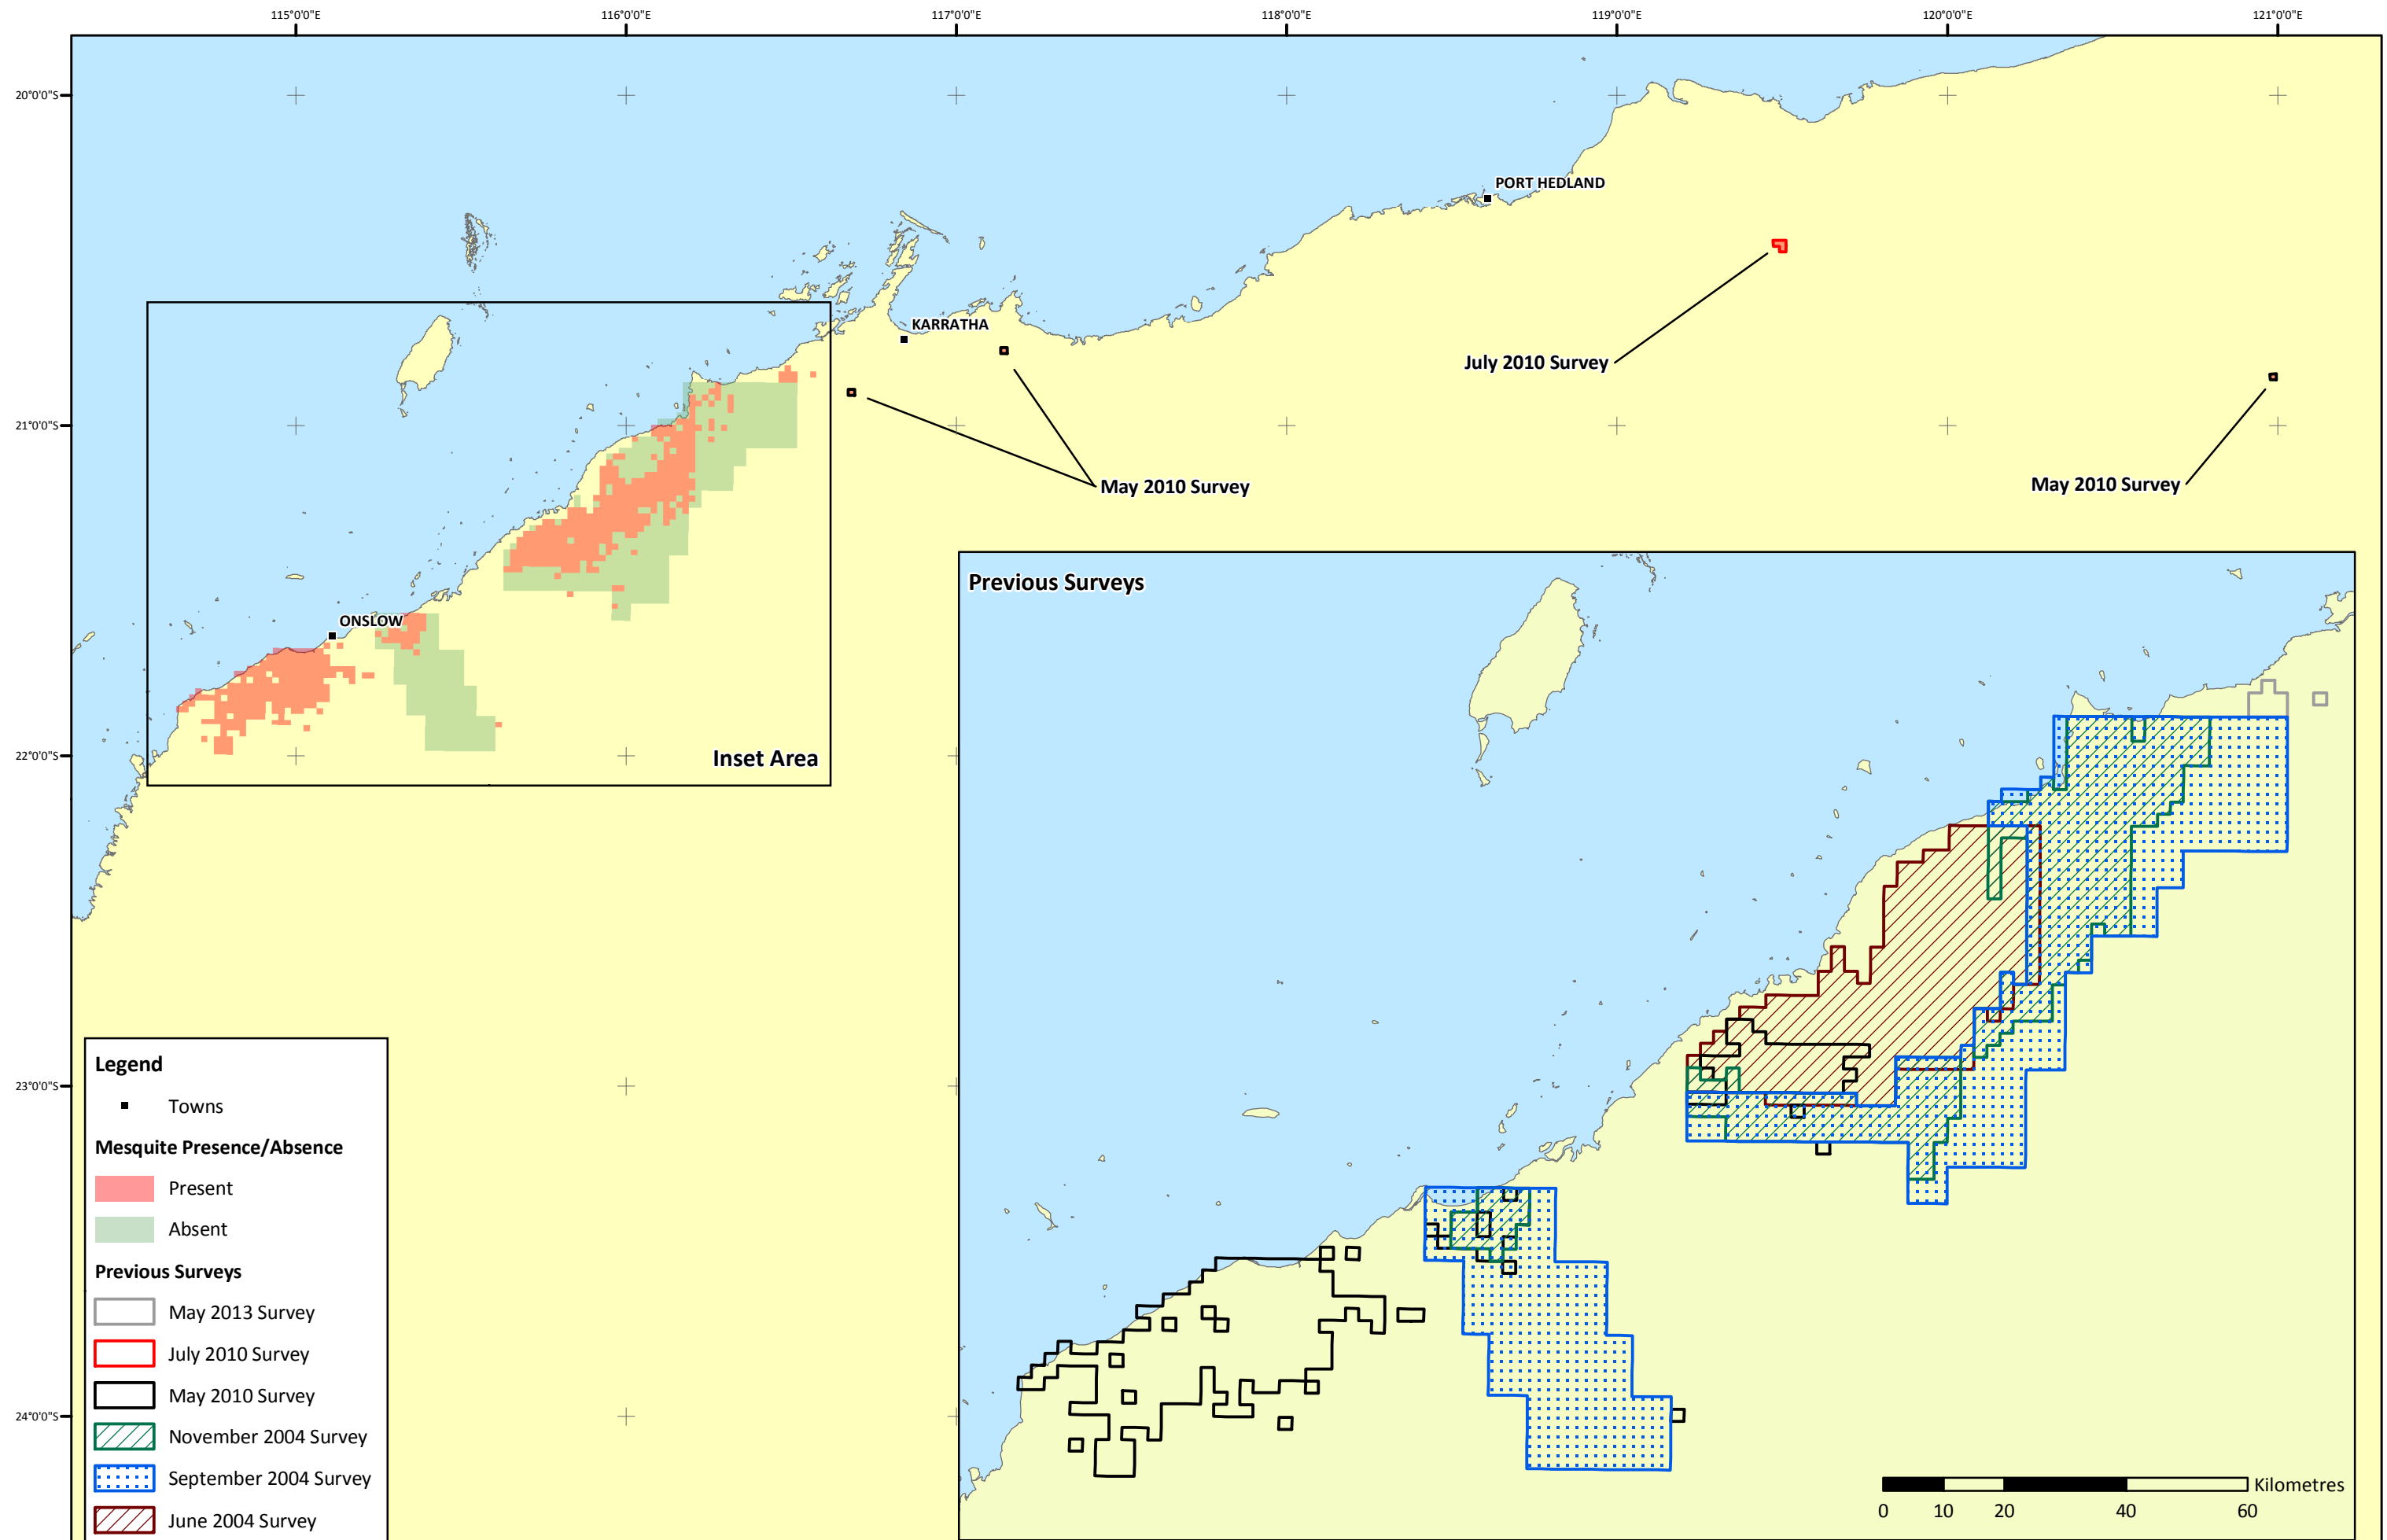 115°0'0"E 116°0'0"E 117°0'0"E 118°0'0"E 119°0'0"E 120°0'0"E 121°0'0"E
20°0'0"S
PORT HEDLAND
KARRATHA
July 2010 Survey
21°0'0"S
May 2010 Survey
May 2010 Survey
Previous Surveys
ONSLOW
22°0'0"S
Inset Area
23°0'0"S
24°0'0"S
Legend
Towns
Mesquite Presence/Absence
Present
Absent
Previous Surveys
May 2013 Survey
July 2010 Survey
May 2010 Survey
November 2004 Survey
September 2004 Survey
June 2004 Survey
Kilometres
0 10 20 40 60